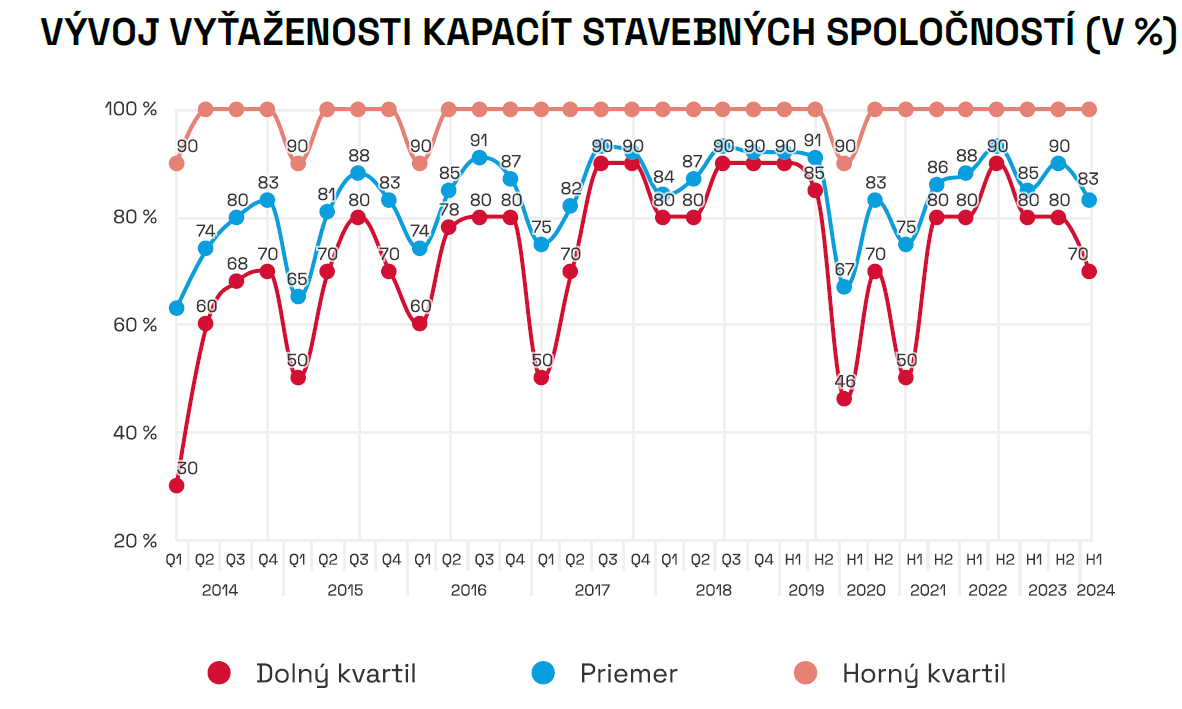 VÝVOJ VYŤAŽENOSTI KAPACÍT STAVEBNÝCH SPOLOČNOSTÍ (V %)
100 %
90 90 90 91 90 90 90 90 90 91 90 90 90
74 80 83 65 81 88 83 74 85 87 75 82 84 87 67 83 75 86 88 85 83
80 %
60 68 70 70 80 70 60 78 80 80 70 80 80 85 70 80 80 80 80 70
60 %
50 50 46 50
40 %
30
20 %
Q1 Q2 Q3 Q4 Q1 Q2 Q3 Q4 Q1 Q2 Q3 Q4 Q1 Q2 Q3 Q4 Q1 Q2 Q3 Q4 H1 H2 H1 H2 H1 H2 H1 H2 H1 H2 H1
2014 2015 2016 2017 2018 2019 2020 2021 2022 2023 2024
Dolný kvartil Priemer Horný kvartil